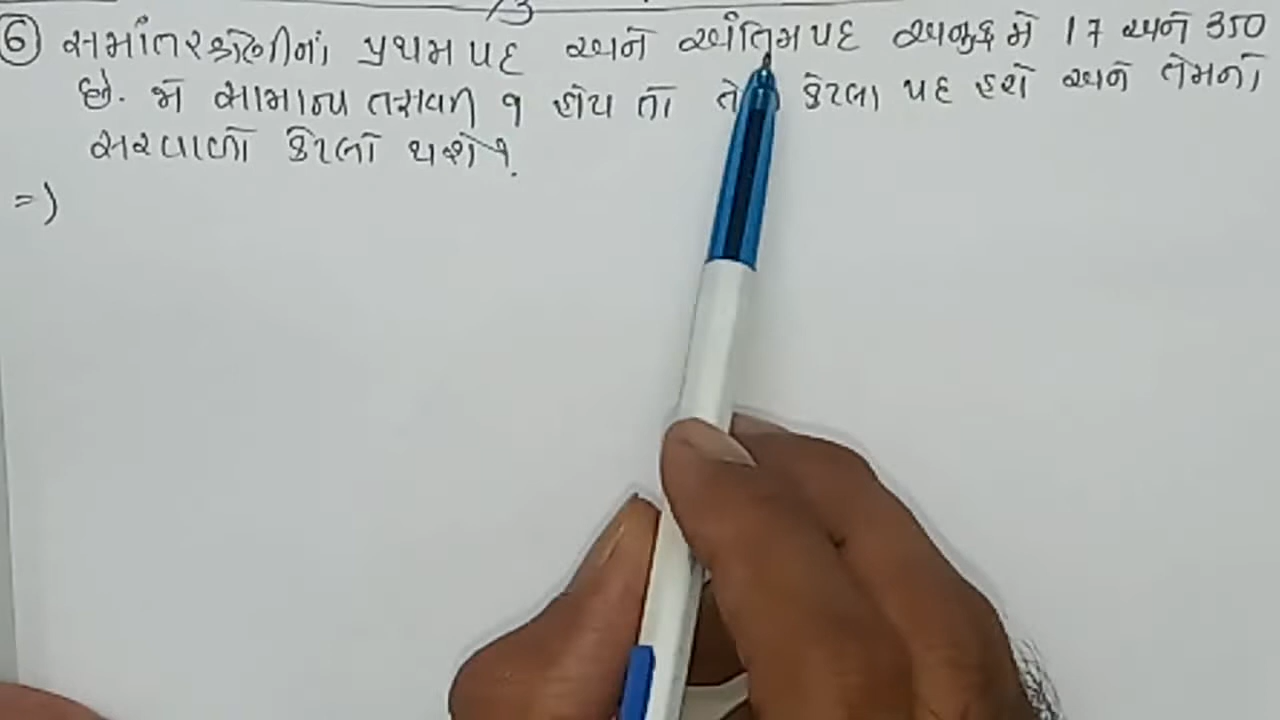 13
⑥ સમાંતર શ્રેણીનાં પ્રથમ પદ અને અંતિમ પદ અનુક્રમે 17 અને 350
છે. જો સામાન્ય તફાવત 9 હોય તો કેટલા પદ હશે અને તેમનો
સરવાળો કેટલો થશે?
=)